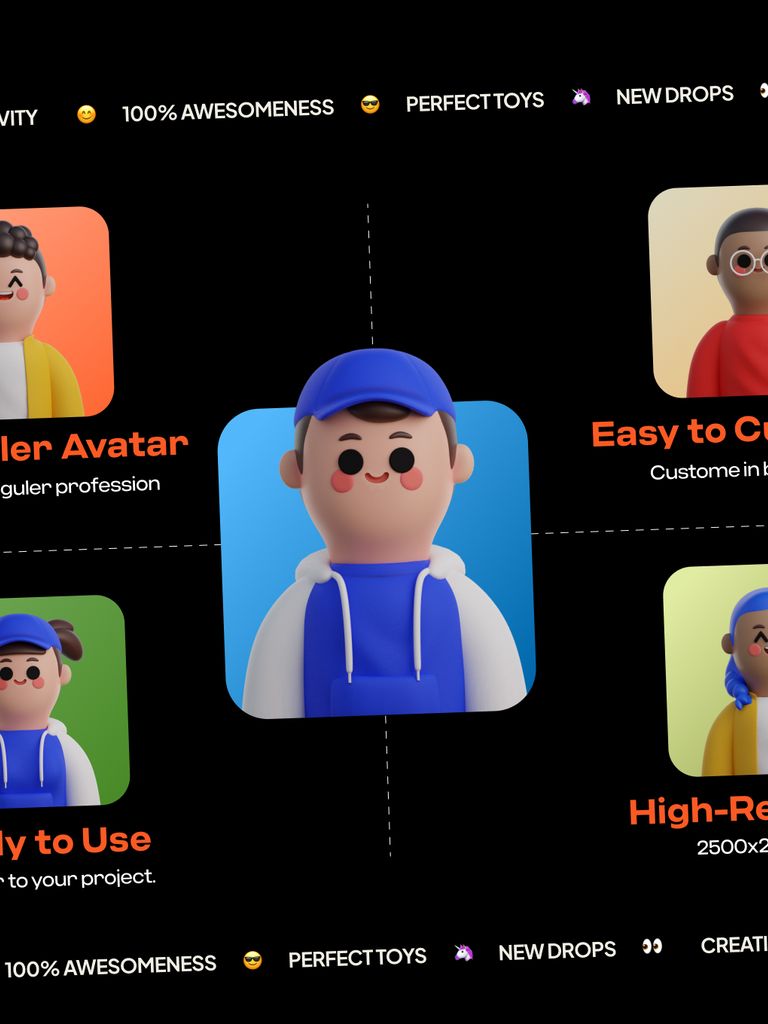 VITY 😊 100% AWESOMENESS 😎 PERFECT TOYS 🦄 NEW DROPS 👀
ler Avatar
guler profession
Easy to Cu
Custome in b
ly to Use
r to your project.
High-Re
2500x2
100% AWESOMENESS 😎 PERFECT TOYS 🦄 NEW DROPS 👀 CREATI